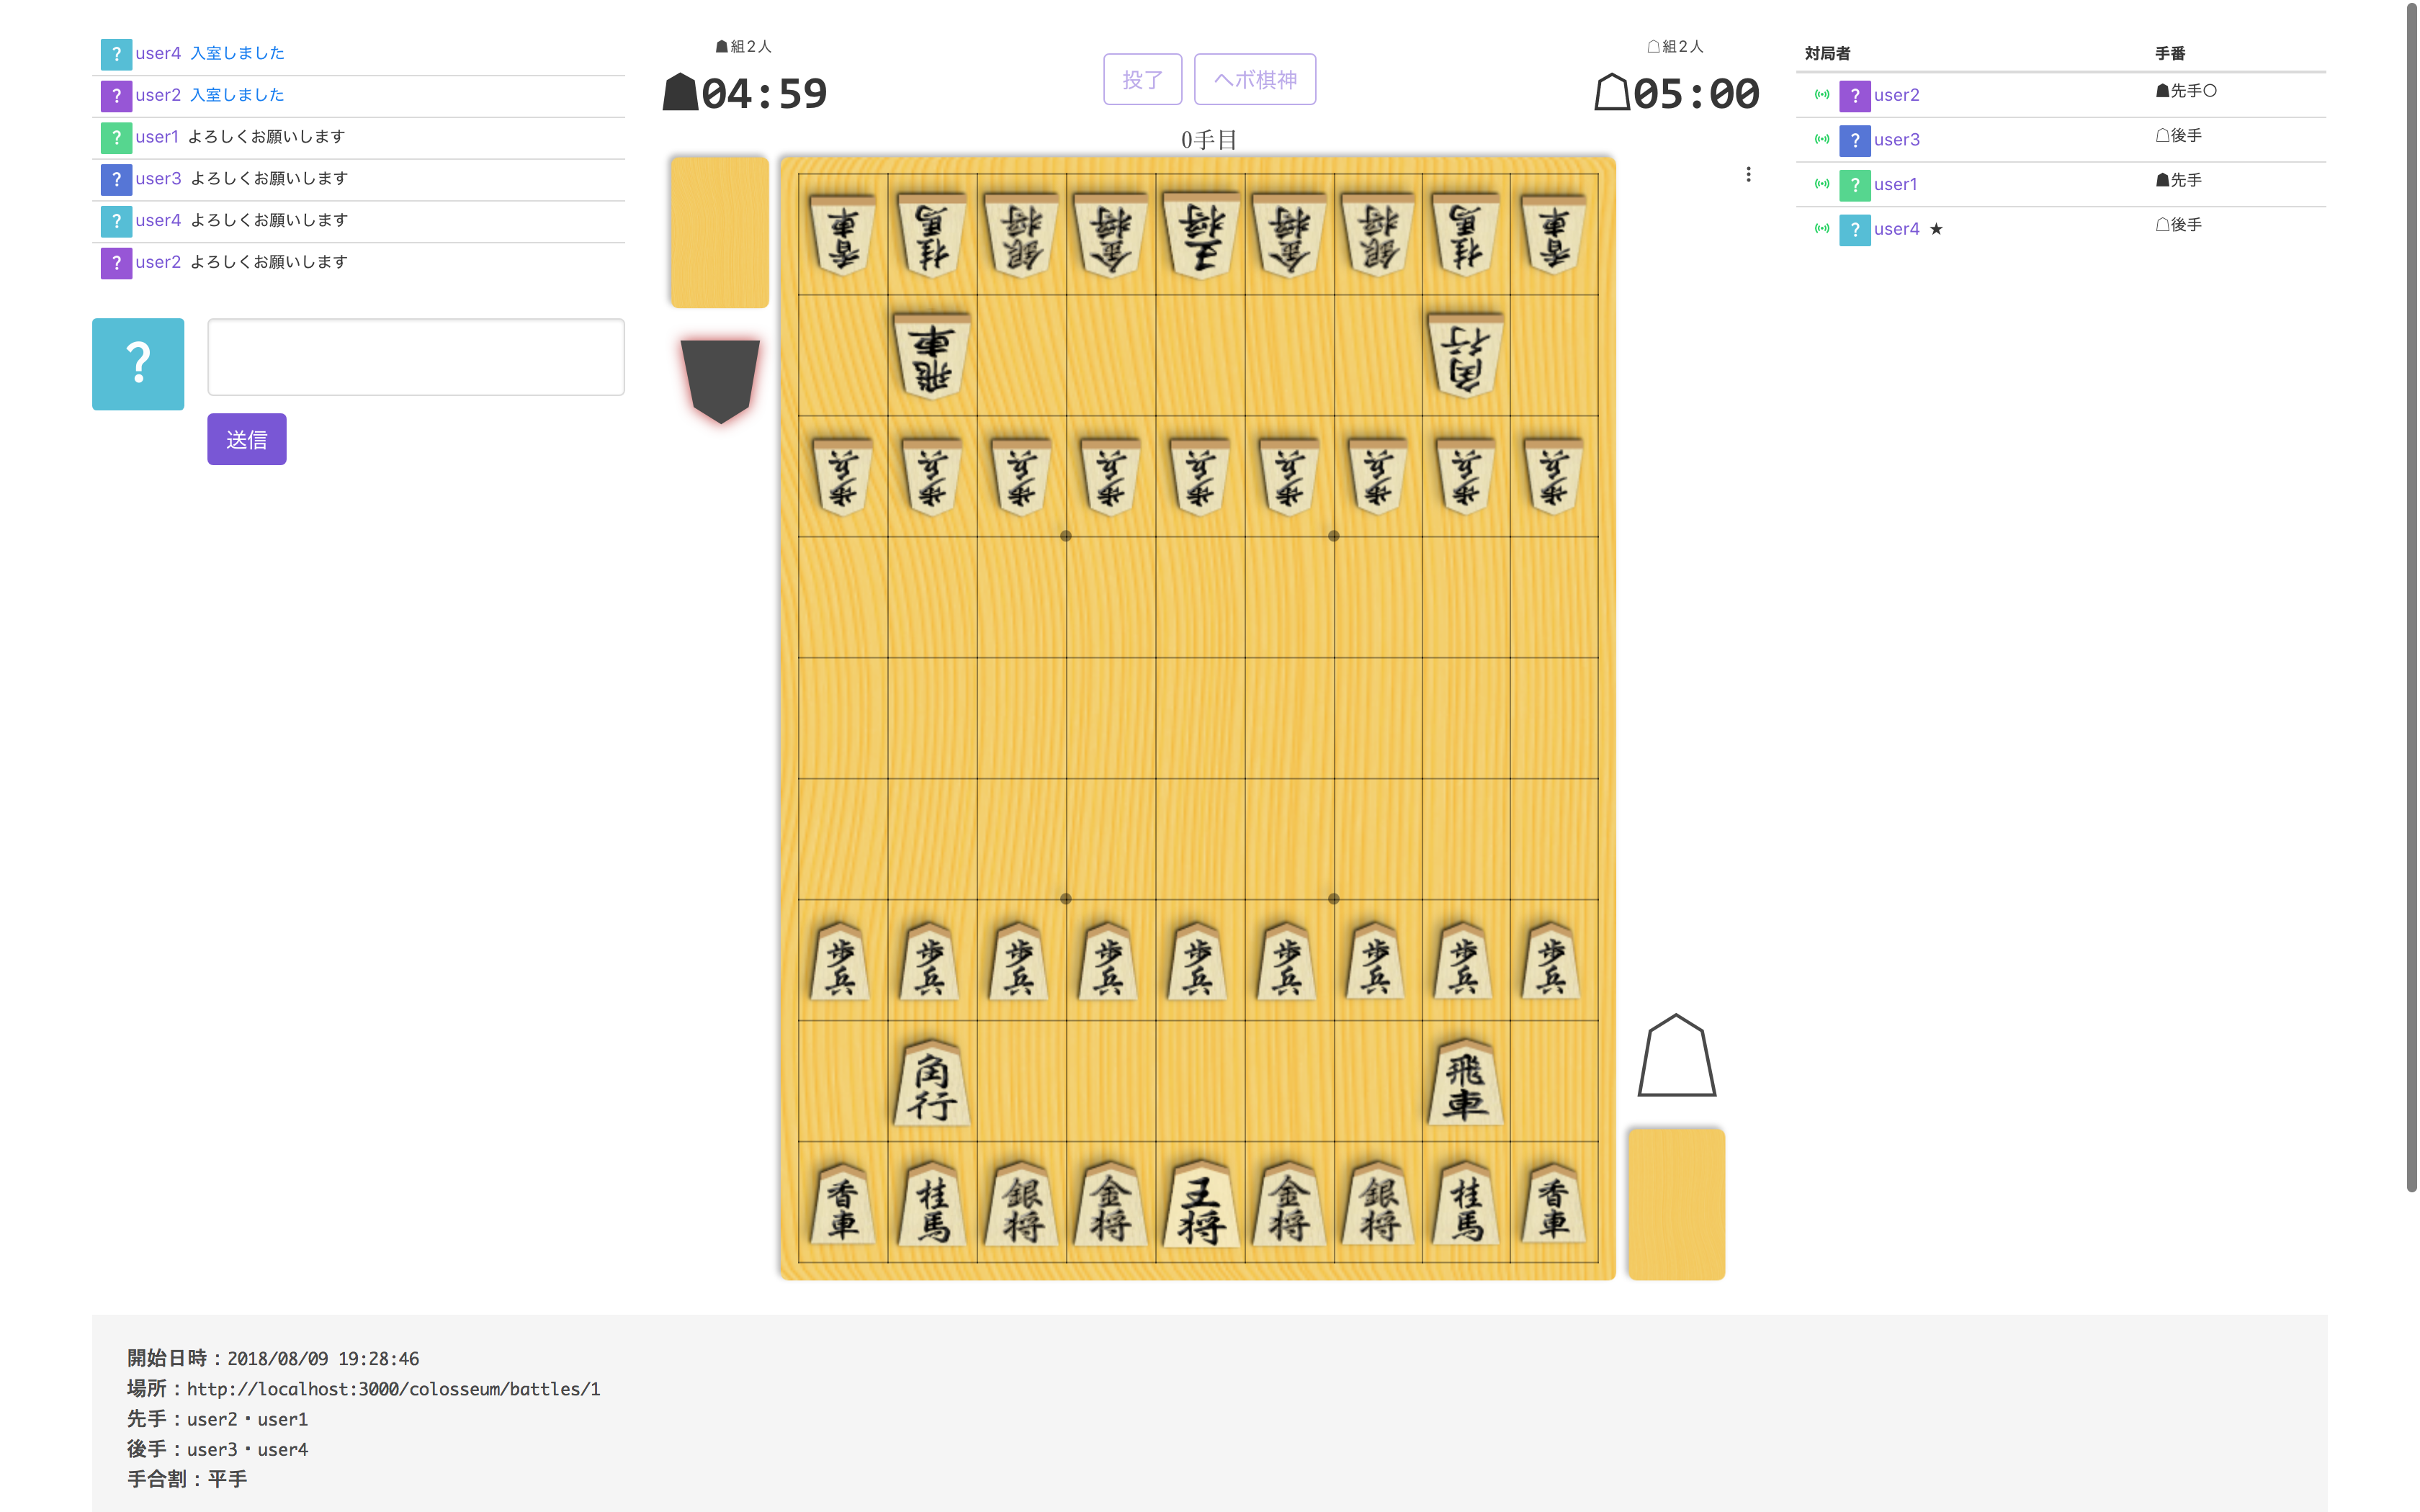 ? user4 入室しました
? user2 入室しました
? user1 よろしくお願いします
? user3 よろしくお願いします
? user4 よろしくお願いします
? user2 よろしくお願いします
?
送信
☗組2人
☗04:59
投了
ヘボ棋神
☖組2人
☖05:00
0手目
香車 桂馬 銀将 金将 王将 金将 銀将 桂馬 香車
飛車 角行
歩兵 歩兵 歩兵 歩兵 歩兵 歩兵 歩兵 歩兵 歩兵
歩兵 歩兵 歩兵 歩兵 歩兵 歩兵 歩兵 歩兵 歩兵
角行 飛車
香車 桂馬 銀将 金将 王将 金将 銀将 桂馬 香車
対局者 手番
? user2 ☗先手○
? user3 ☖後手
? user1 ☗先手
? user4 ★ ☖後手
開始日時：2018/08/09 19:28:46
場所：http://localhost:3000/colosseum/battles/1
先手：user2・user1
後手：user3・user4
手合割：平手